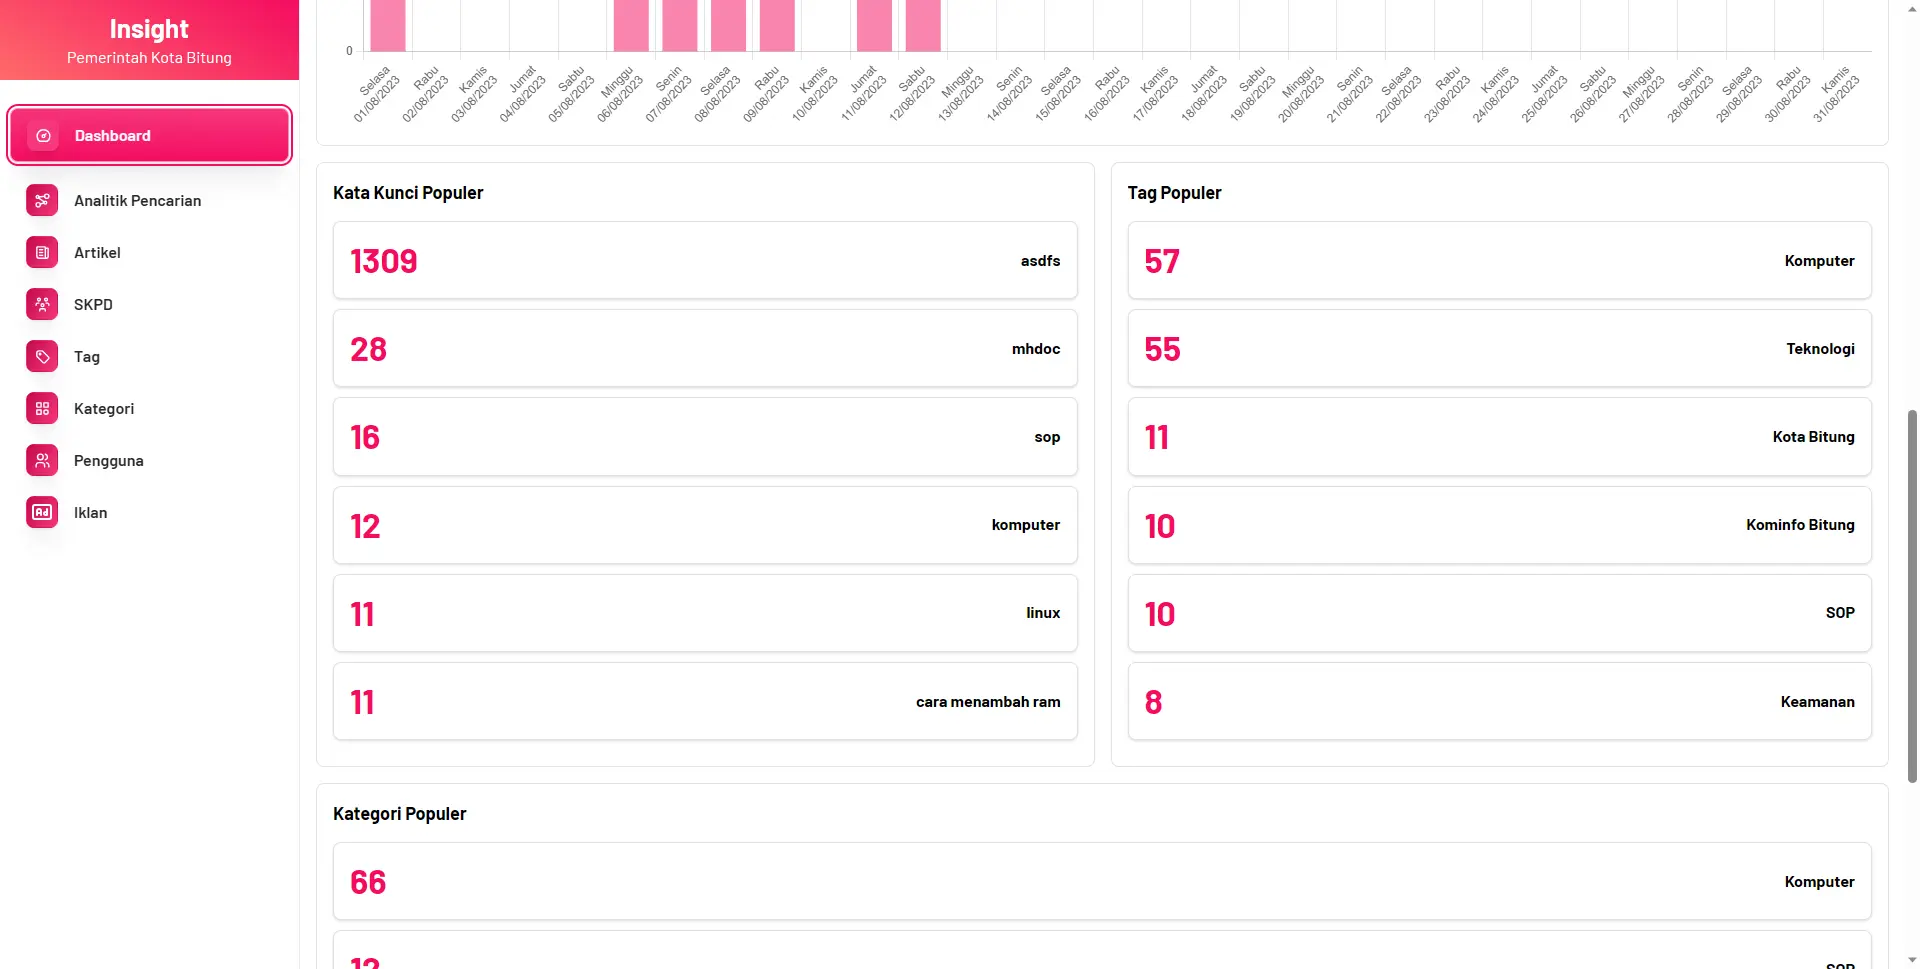 Insight
Pemerintah Kota Bitung
Dashboard
Analitik Pencarian
Artikel
SKPD
Tag
Kategori
Pengguna
Iklan
0
Selasa 01/08/2023
Rabu 02/08/2023
Kamis 03/08/2023
Jumat 04/08/2023
Sabtu 05/08/2023
Minggu 06/08/2023
Senin 07/08/2023
Selasa 08/08/2023
Rabu 09/08/2023
Kamis 10/08/2023
Jumat 11/08/2023
Sabtu 12/08/2023
Minggu 13/08/2023
Senin 14/08/2023
Selasa 15/08/2023
Rabu 16/08/2023
Kamis 17/08/2023
Jumat 18/08/2023
Sabtu 19/08/2023
Minggu 20/08/2023
Senin 21/08/2023
Selasa 22/08/2023
Rabu 23/08/2023
Kamis 24/08/2023
Jumat 25/08/2023
Sabtu 26/08/2023
Minggu 27/08/2023
Senin 28/08/2023
Selasa 29/08/2023
Rabu 30/08/2023
Kamis 31/08/2023
Kata Kunci Populer
1309 asdfs
28 mhdoc
16 sop
12 komputer
11 linux
11 cara menambah ram
Tag Populer
57 Komputer
55 Teknologi
11 Kota Bitung
10 Kominfo Bitung
10 SOP
8 Keamanan
Kategori Populer
66 Komputer
12 SOP